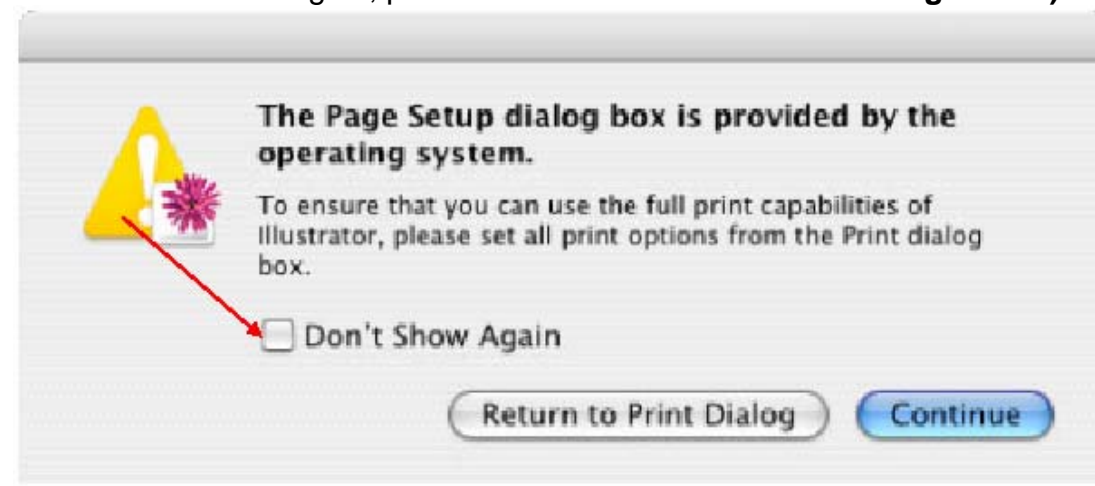 The Page Setup dialog box is provided by the
operating system.
To ensure that you can use the full print capabilities of
Illustrator, please set all print options from the Print dialog
box.
Don't Show Again
Return to Print Dialog
Continue